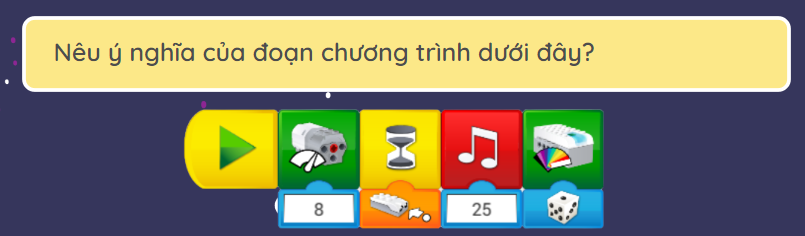 Nêu ý nghĩa của đoạn chương trình dưới đây?
8 25